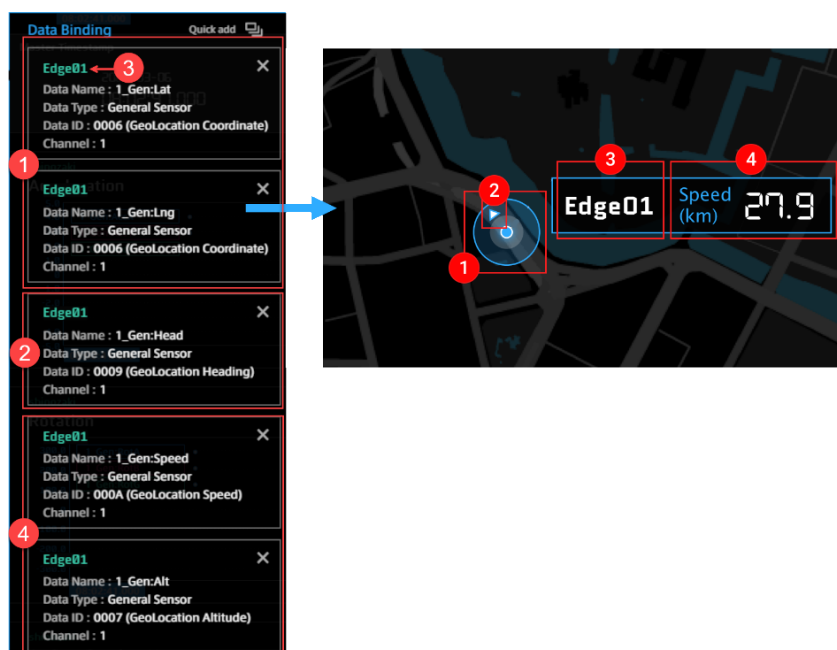 Data Binding Quick add
Edge01 3
Data Name : 1_Gen:Lat
Data Type : General Sensor
Data ID : 0006 (GeoLocation Coordinate)
Channel : 1
1
Edge01
Data Name : 1_Gen:Lng
Data Type : General Sensor
Data ID : 0006 (GeoLocation Coordinate)
Channel : 1
Edge01
Data Name : 1_Gen:Head
2
Data Type : General Sensor
Data ID : 0009 (GeoLocation Heading)
Channel : 1
Rotation
Edge01
Data Name : 1_Gen:Speed
Data Type : General Sensor
Data ID : 000A (GeoLocation Speed)
Channel : 1
4
Edge01
Data Name : 1_Gen:Alt
Data Type : General Sensor
Data ID : 0007 (GeoLocation Altitude)
Channel : 1
3
4
2
Edge01
Speed
(km)
27.9
1